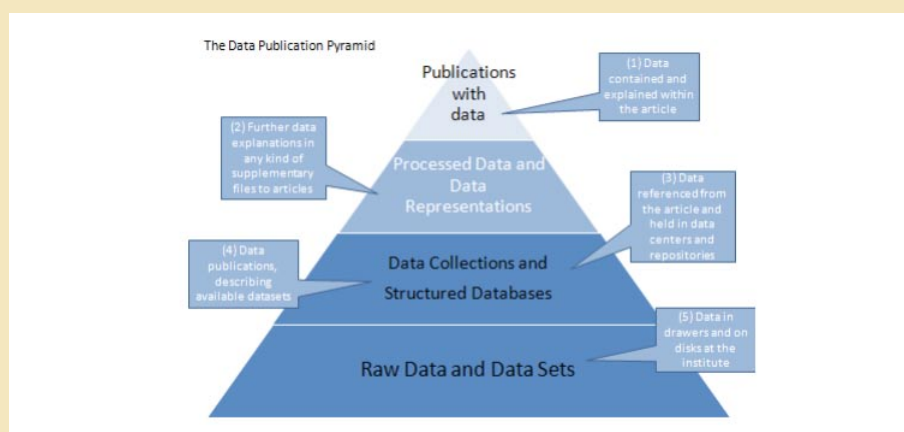 The Data Publication Pyramid
Publications
with
data
(1) Data
contained and
explained within
the article
(2) Further data
explanations in
any kind of
supplementary
files to articles
Processed Data and
Data
Representations
(3) Data
referenced from
the article and
held in data
centers and
repositories
(4) Data
publications,
describing
available datasets
Data Collections and
Structured Databases
(5) Data in
drawers and on
disks at the
institute
Raw Data and Data Sets